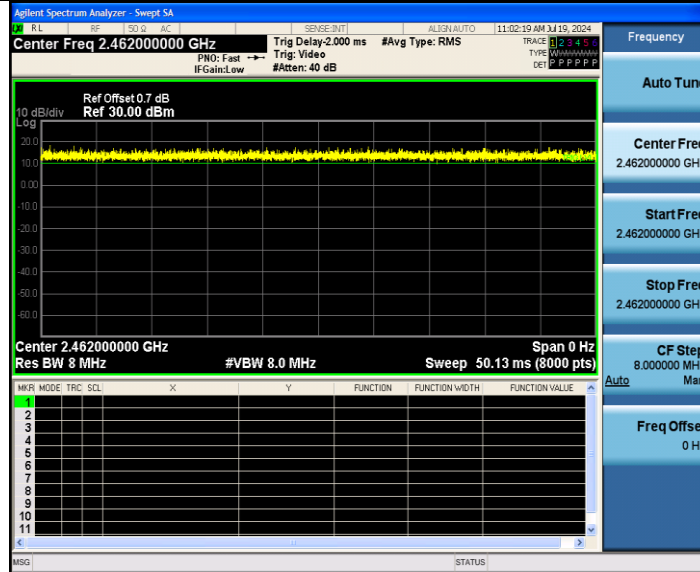 Agilent Spectrum Analyzer - Swept SA
RL RF 50 Ω AC SENSE:INT ALIGN AUTO 11:02:19 AM Jul 19, 2024
Center Freq 2.462000000 GHz Trig Delay-2.000 ms #Avg Type: RMS TRACE 1 2 3 4 5 6
PNO: Fast Trig: Video TYPE
IFGain:Low #Atten: 40 dB DET P P P P P P
Ref Offset 0.7 dB
10 dB/div Ref 30.00 dBm
Log
20.0
10.0
0.00
-10.0
-20.0
-30.0
-40.0
-50.0
-60.0
Center 2.462000000 GHz Span 0 Hz
Res BW 8 MHz #VBW 8.0 MHz Sweep 50.13 ms (8000 pts)
MKR MODE TRC SCL X Y FUNCTION FUNCTION WIDTH FUNCTION VALUE
1
2
3
4
5
6
7
8
9
10
11
MSG STATUS
Frequency
Auto Tun
Center Fre
2.462000000 GH
Start Fre
2.462000000 GH
Stop Fre
2.462000000 GH
CF Ste
8.000000 MH
Auto Ma
Freq Offse
0 H